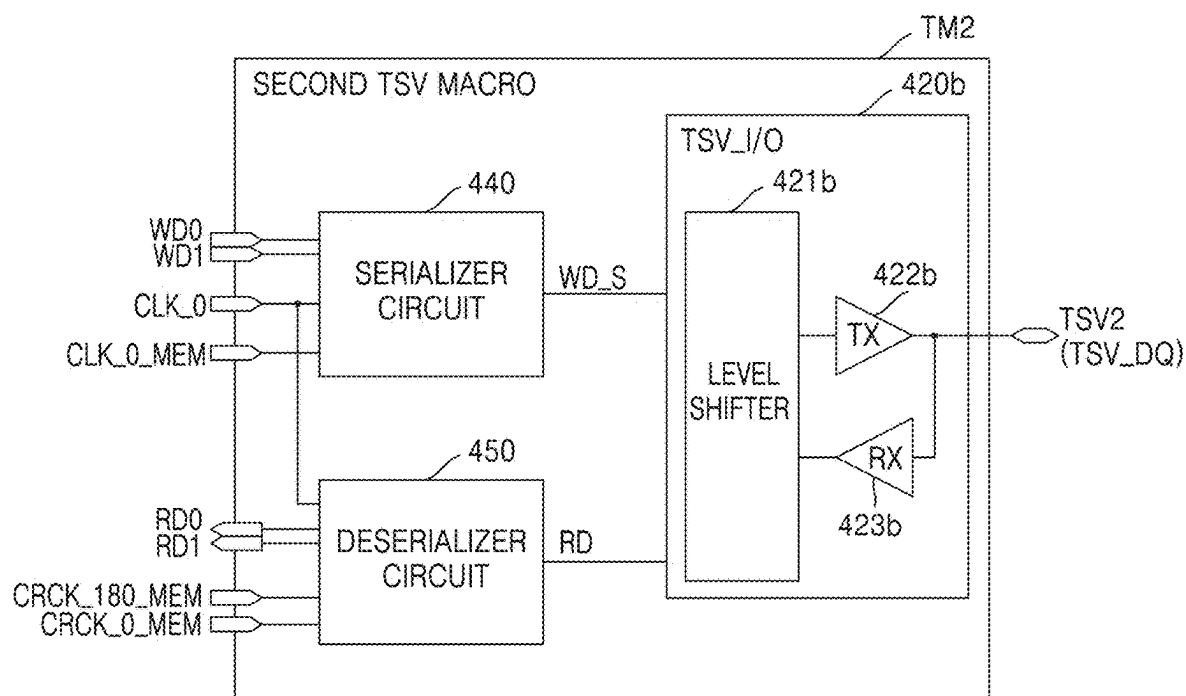 TM2
SECOND TSV MACRO
420b
TSV_I/O
440
421b
WD0
WD1
SERIALIZER
CIRCUIT
WD_S
422b
CLK_0
TX
TSV2
(TSV_DQ)
CLK_0_MEM
LEVEL
SHIFTER
450
RX
RD0
RD1
423b
DESERIALIZER
CIRCUIT
RD
CRCK_180_MEM
CRCK_0_MEM